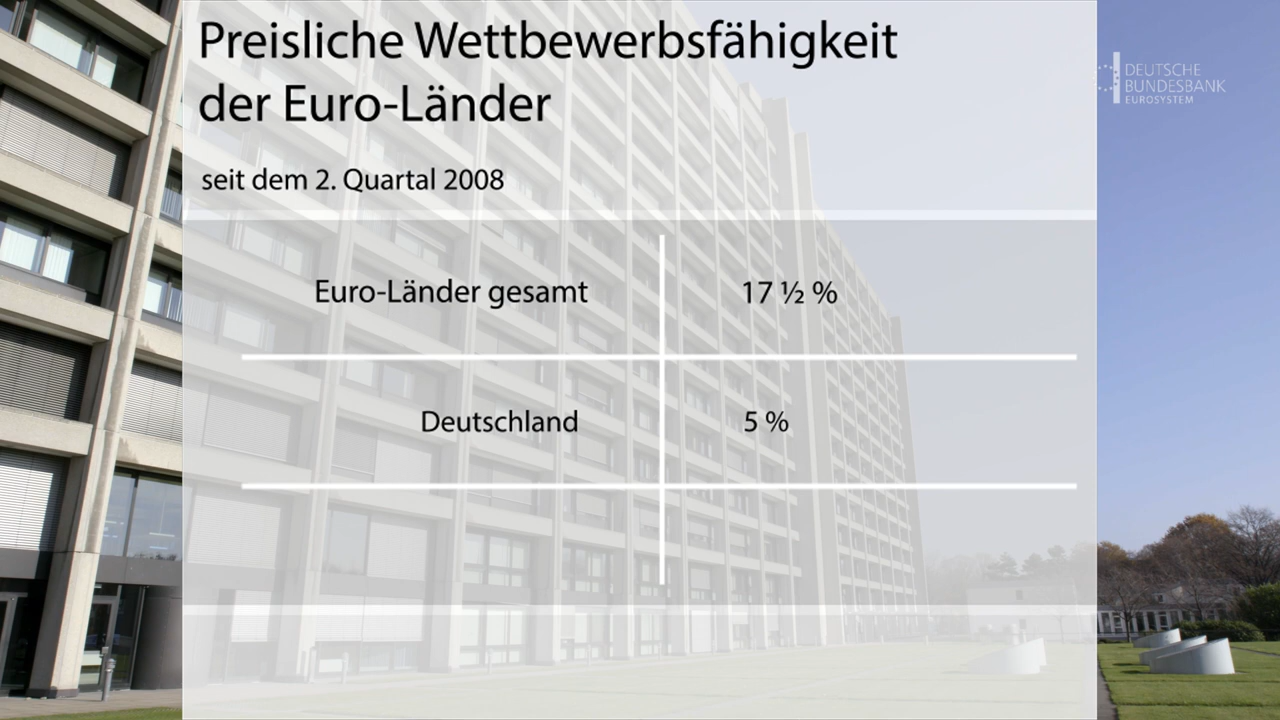 Preisliche Wettbewerbsfähigkeit
der Euro-Länder
seit dem 2. Quartal 2008
DEUTSCHE
BUNDESBANK
EUROSYSTEM
Euro-Länder gesamt 17 ½ %
Deutschland 5 %